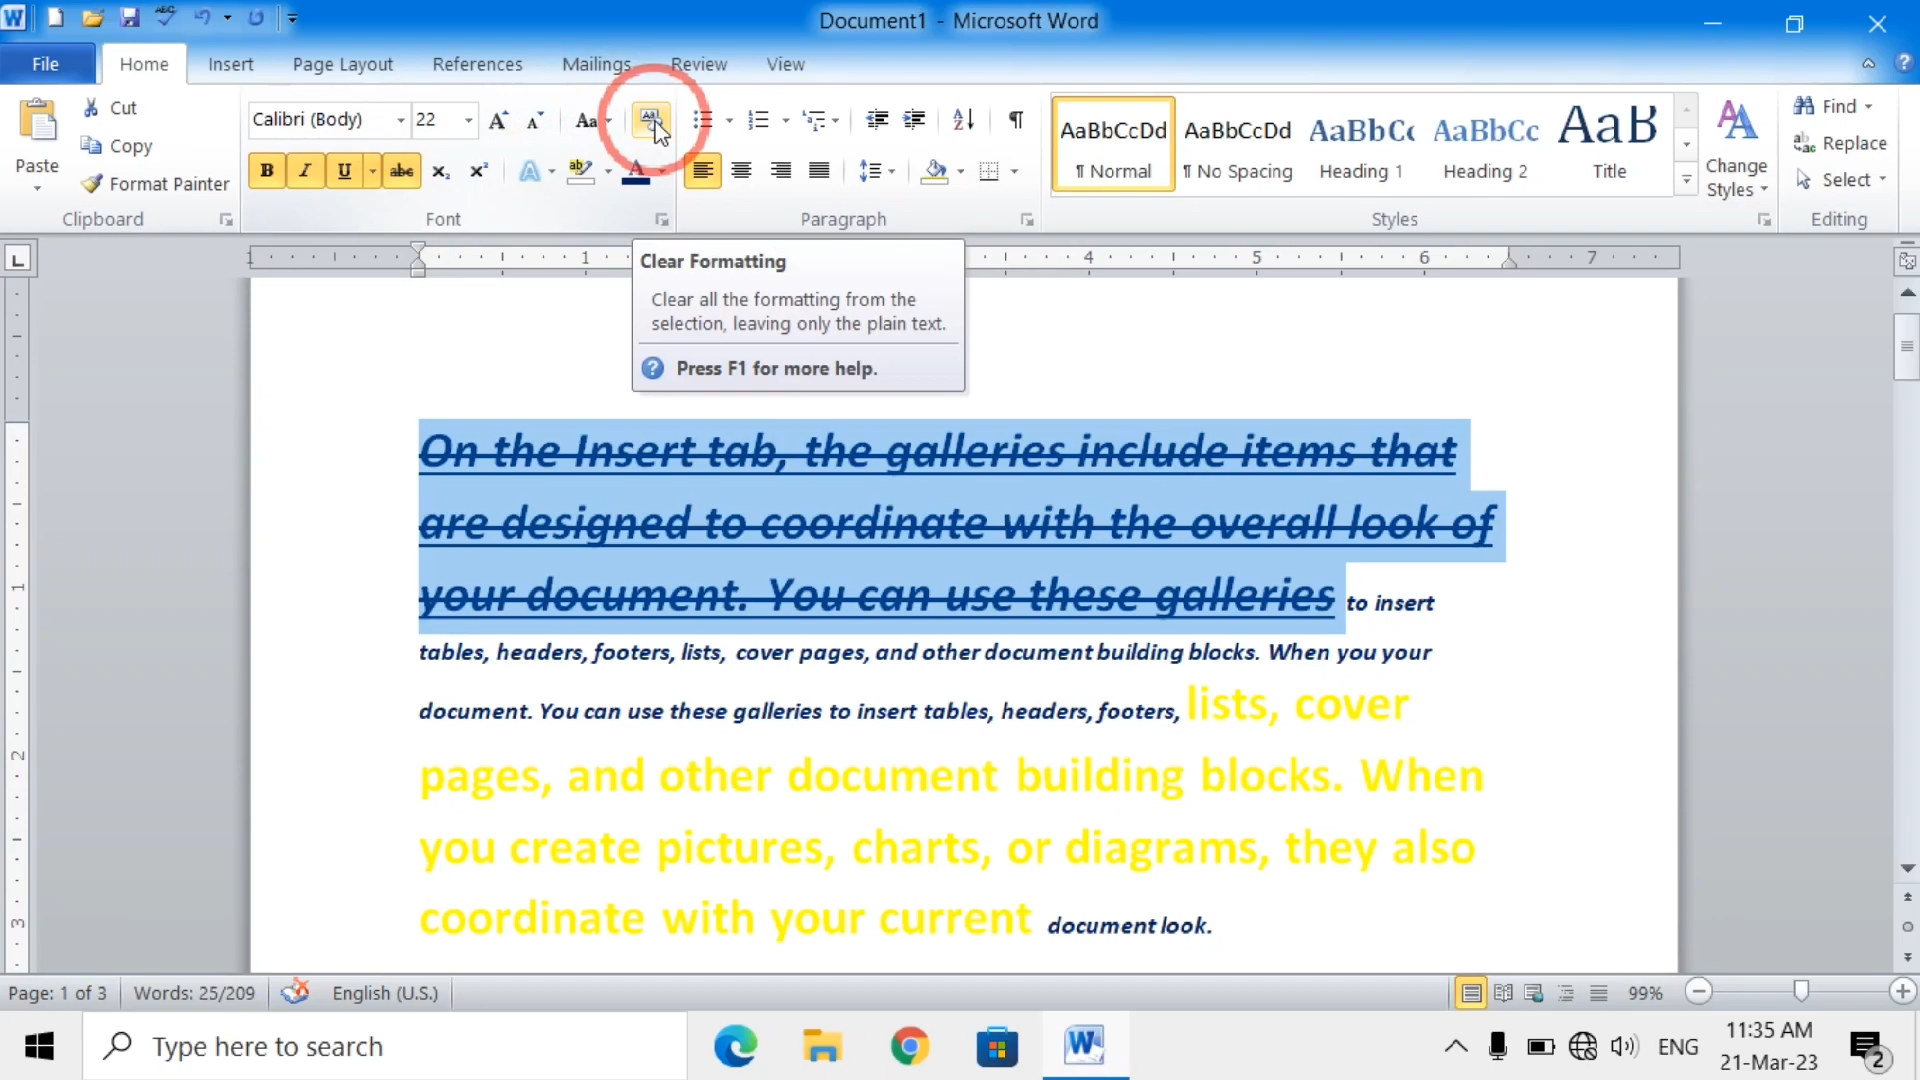 Document1 - Microsoft Word
File Home Insert Page Layout References Mailings Review View
Paste
Cut
Copy
Format Painter
Clipboard
Calibri (Body) 22
Font
Paragraph
AaBbCcDd AaBbCcDd AaBbCc AaBbCc AaB
¶ Normal ¶ No Spacing Heading 1 Heading 2 Title
Change
Styles
Styles
Find
Replace
Select
Editing
1 1 4 5 6 7
Clear Formatting
Clear all the formatting from the
selection, leaving only the plain text.
Press F1 for more help.
On the Insert tab, the galleries include items that
are designed to coordinate with the overall look of
your document. You can use these galleries to insert
tables, headers, footers, lists, cover pages, and other document building blocks. When you your
document. You can use these galleries to insert tables, headers, footers, lists, cover
pages, and other document building blocks. When
you create pictures, charts, or diagrams, they also
coordinate with your current document look.
Page: 1 of 3 Words: 25/209 English (U.S.) 99%
Type here to search
ENG
11:35 AM
21-Mar-23
2